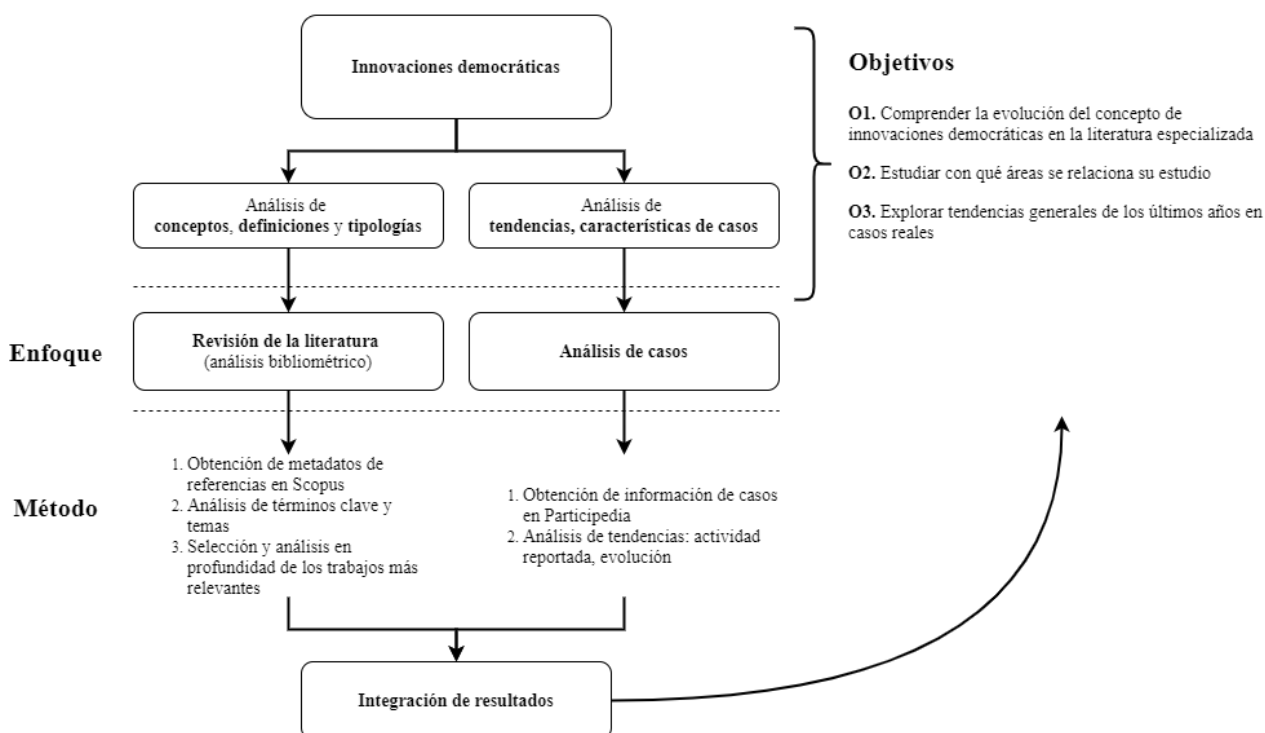 Innovaciones democráticas
Objetivos
O1. Comprender la evolución del concepto de
innovaciones democráticas en la literatura especializada
O2. Estudiar con qué áreas se relaciona su estudio
O3. Explorar tendencias generales de los últimos años en
casos reales
Análisis de
conceptos, definiciones y tipologías
Análisis de
tendencias, características de casos
Enfoque
Revisión de la literatura
(análisis bibliométrico)
Análisis de casos
Método
1. Obtención de metadatos de
referencias en Scopus
2. Análisis de términos clave y
temas
3. Selección y análisis en
profundidad de los trabajos más
relevantes
1. Obtención de información de casos
en Participedia
2. Análisis de tendencias: actividad
reportada, evolución
Integración de resultados